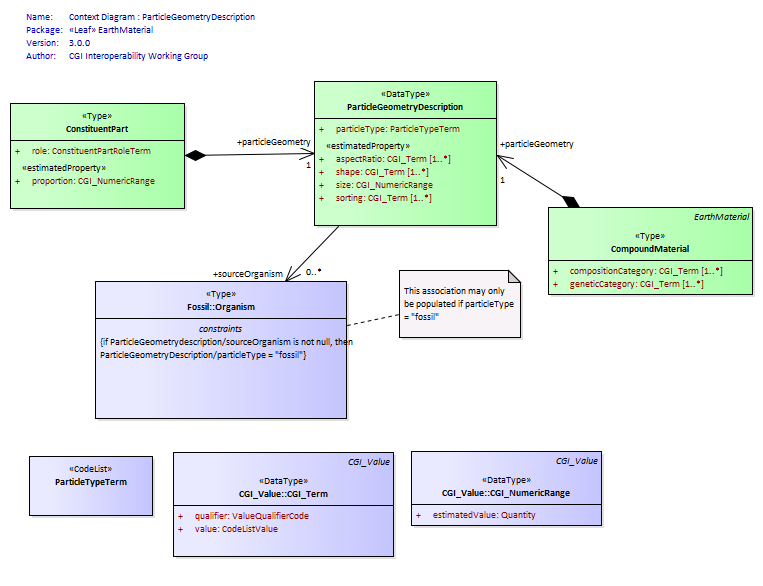 Name: Context Diagram : ParticleGeometryDescription
Package: «Leaf» EarthMaterial
Version: 3.0.0
Author: CGI Interoperability Working Group
«DataType»
ParticleGeometryDescription
+ particleType: ParticleTypeTerm
«estimatedProperty»
+ aspectRatio: CGI_Term [1..*]
+ shape: CGI_Term [1..*]
+ size: CGI_NumericRange
+ sorting: CGI_Term [1..*]
«Type»
ConstituentPart
+ role: ConstituentPartRoleTerm
«estimatedProperty»
+ proportion: CGI_NumericRange
+particleGeometry
1
+particleGeometry
1
EarthMaterial
«Type»
CompoundMaterial
+ compositionCategory: CGI_Term [1..*]
+ geneticCategory: CGI_Term [1..*]
+sourceOrganism
0..*
«Type»
Fossil::Organism
constraints
{if ParticleGeometrydescription/sourceOrganism is not null, then
ParticleGeometryDescription/particleType = "fossil"}
This association may only
be populated if particleType
= "fossil"
«CodeList»
ParticleTypeTerm
CGI_Value
«DataType»
CGI_Value::CGI_Term
+ qualifier: ValueQualifierCode
+ value: CodeListValue
CGI_Value
«DataType»
CGI_Value::CGI_NumericRange
+ estimatedValue: Quantity